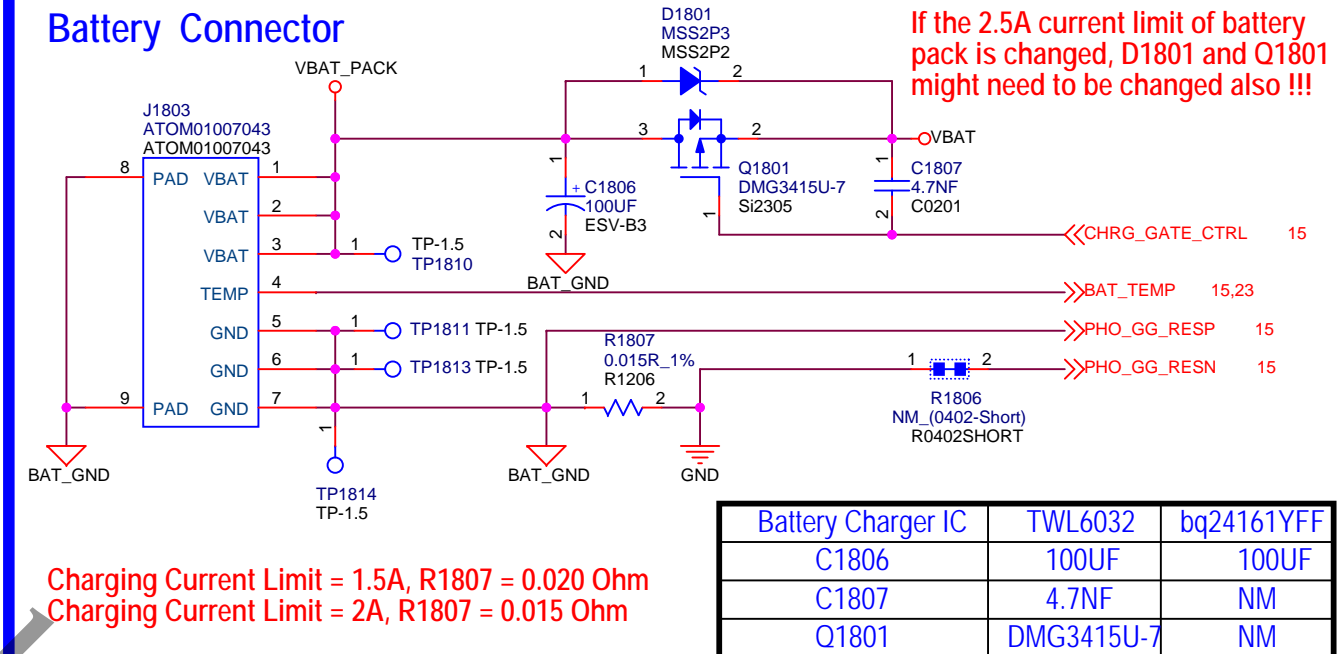 Battery Connector
D1801
MSS2P3
MSS2P2
If the 2.5A current limit of battery
pack is changed, D1801 and Q1801
might need to be changed also !!!
VBAT_PACK
1
2
J1803
ATOM01007043
ATOM01007043
3
2
VBAT
8
PAD
VBAT
1
VBAT
2
VBAT
3
1
TP-1.5
TP1810
TEMP
4
GND
5
1
TP1811 TP-1.5
GND
6
1
TP1813 TP-1.5
9
PAD
GND
7
1
+
C1806
100UF
ESV-B3
1
2
BAT_GND
Q1801
DMG3415U-7
Si2305
1
1
C1807
4.7NF
C0201
2
CHRG_GATE_CTRL 15
BAT_TEMP 15,23
PHO_GG_RESP 15
PHO_GG_RESN 15
R1807
0.015R_1%
R1206
1
2
1
2
R1806
NM_(0402-Short)
R0402SHORT
BAT_GND
BAT_GND
GND
TP1814
TP-1.5
Charging Current Limit = 1.5A, R1807 = 0.020 Ohm
Charging Current Limit = 2A, R1807 = 0.015 Ohm
Battery Charger IC TWL6032 bq24161YFF
C1806 100UF 100UF
C1807 4.7NF NM
Q1801 DMG3415U-7 NM